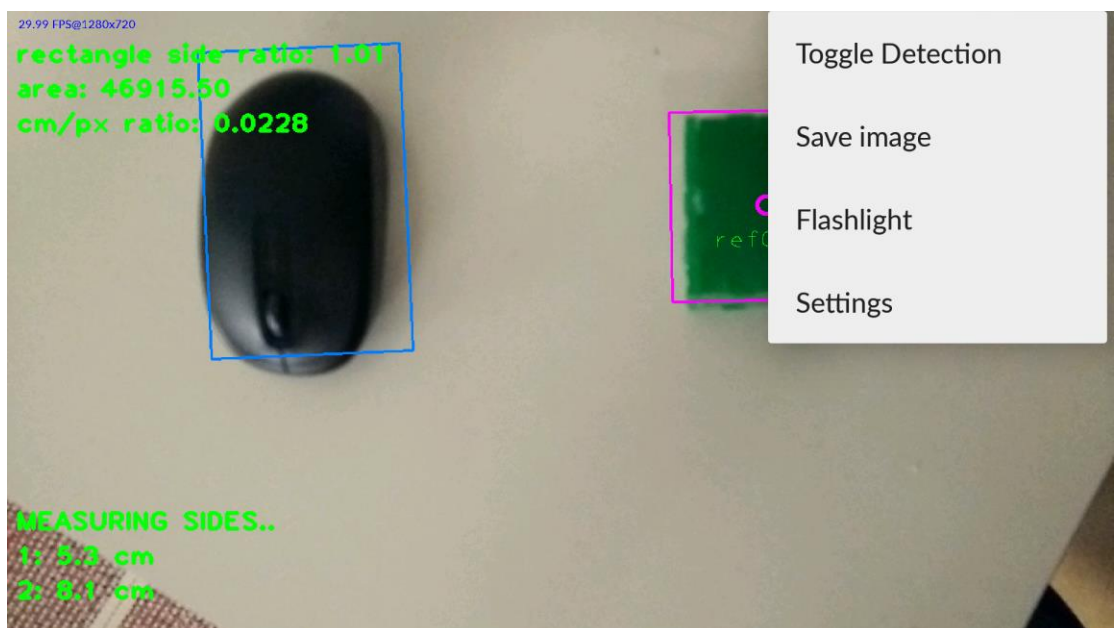 29.99 FPS@1280x720
rectangle side ratio: 1.01
area: 46915.50
cm/px ratio: 0.0228
Toggle Detection
Save image
Flashlight
Settings
MEASURING SIDES..
1: 5.3 cm
2: 8.1 cm